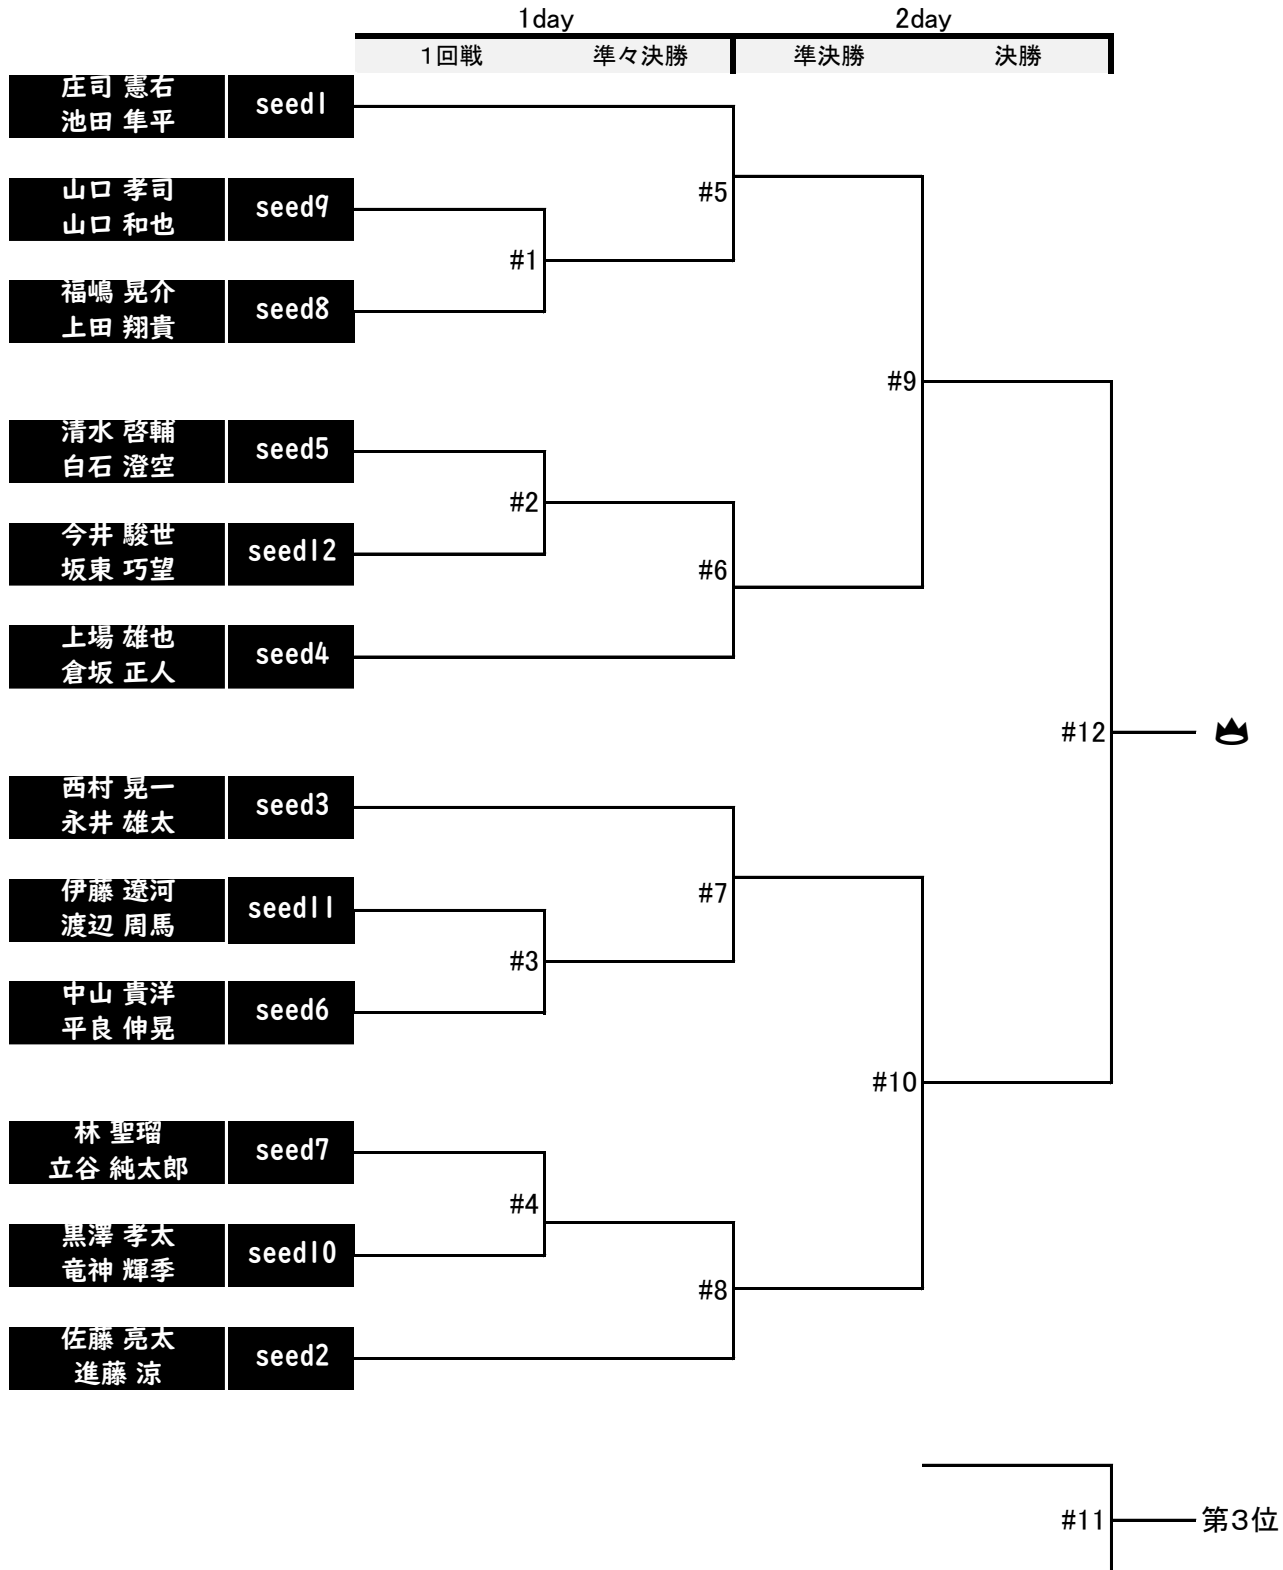 1day 2day
１回戦 準々決勝 準決勝 決勝
庄司 憲右
池田 隼平
seed1
#5
山口 孝司
山口 和也
seed9
#1
福嶋 晃介
上田 翔貴
seed8
#9
清水 啓輔
白石 澄空
seed5
#2
今井 駿世
坂東 巧望
seed12
#6
上場 雄也
倉坂 正人
seed4
#12
西村 晃一
永井 雄太
seed3
#7
伊藤 遼河
渡辺 周馬
seed11
#3
中山 貴洋
平良 伸晃
seed6
#10
林 聖瑠
立谷 純太郎
seed7
#4
黒澤 孝太
竜神 輝季
seed10
#8
佐藤 亮太
進藤 涼
seed2
#11 第３位